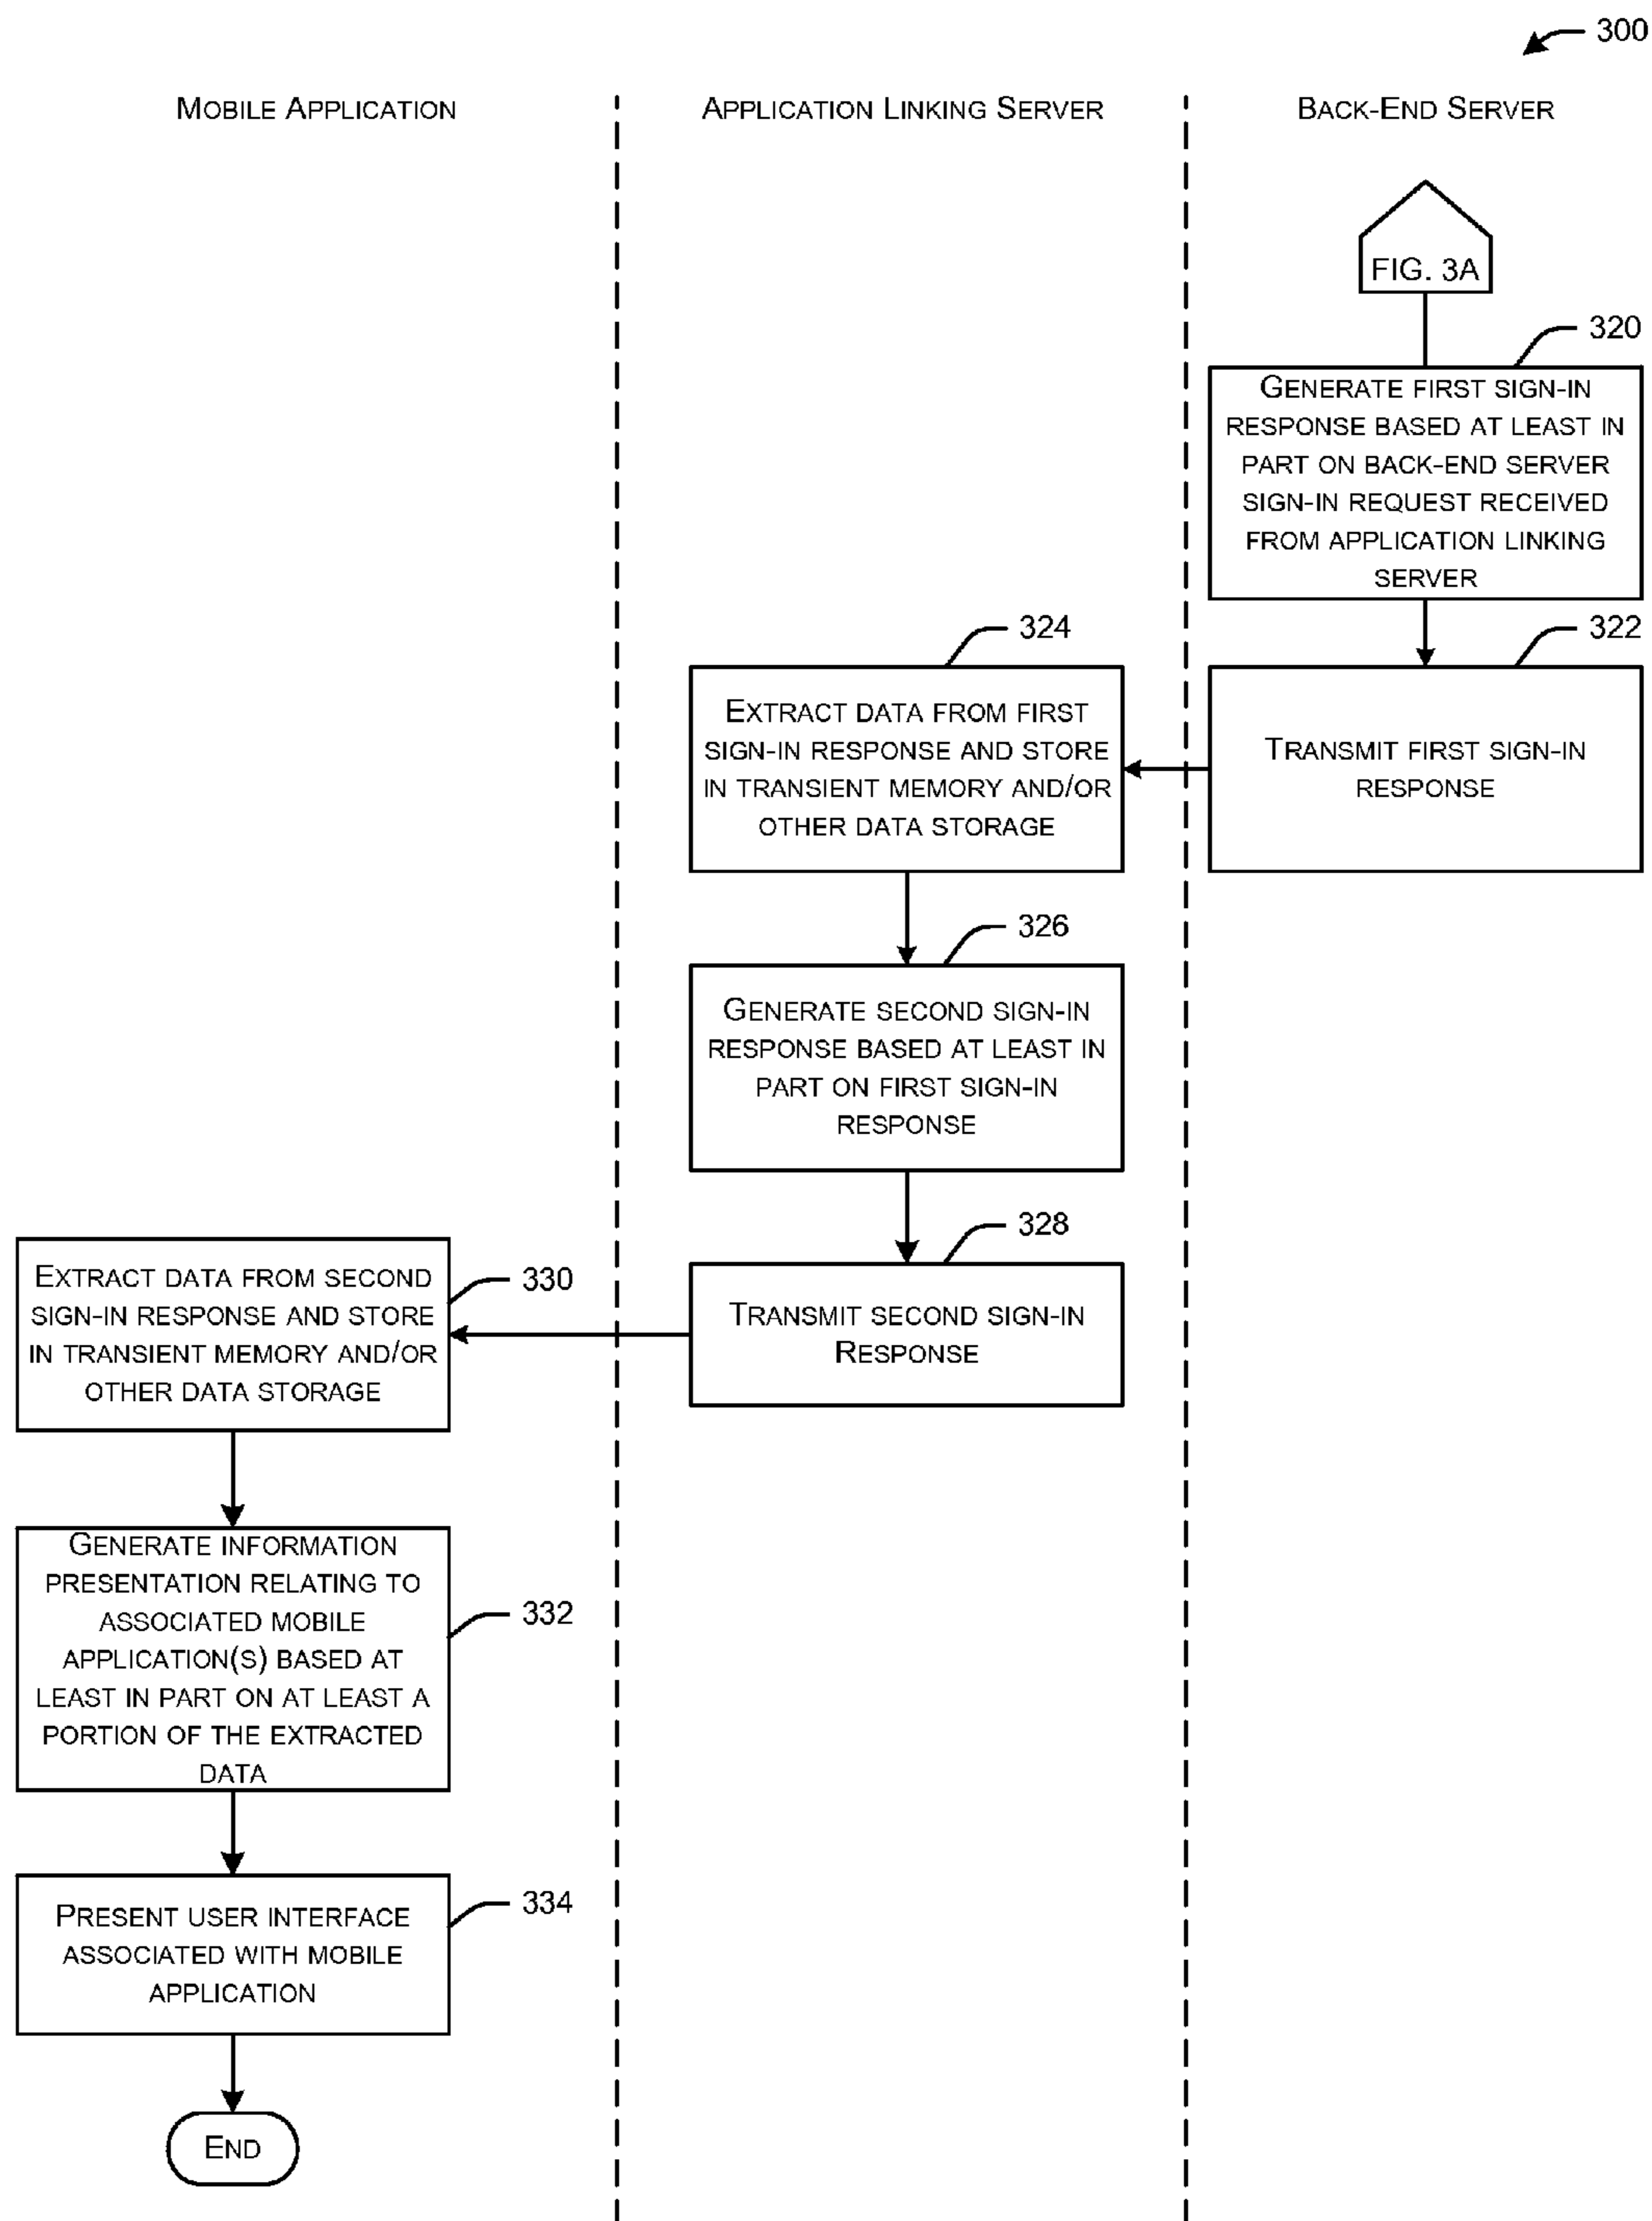 300
MOBILE APPLICATION
APPLICATION LINKING SERVER
BACK-END SERVER
FIG. 3A
320
GENERATE FIRST SIGN-IN
RESPONSE BASED AT LEAST IN
PART ON BACK-END SERVER
SIGN-IN REQUEST RECEIVED
FROM APPLICATION LINKING
SERVER
324
322
EXTRACT DATA FROM FIRST
SIGN-IN RESPONSE AND STORE
IN TRANSIENT MEMORY AND/OR
OTHER DATA STORAGE
TRANSMIT FIRST SIGN-IN
RESPONSE
326
GENERATE SECOND SIGN-IN
RESPONSE BASED AT LEAST IN
PART ON FIRST SIGN-IN
RESPONSE
328
TRANSMIT SECOND SIGN-IN
RESPONSE
330
EXTRACT DATA FROM SECOND
SIGN-IN RESPONSE AND STORE
IN TRANSIENT MEMORY AND/OR
OTHER DATA STORAGE
332
GENERATE INFORMATION
PRESENTATION RELATING TO
ASSOCIATED MOBILE
APPLICATION(S) BASED AT
LEAST IN PART ON AT LEAST A
PORTION OF THE EXTRACTED
DATA
334
PRESENT USER INTERFACE
ASSOCIATED WITH MOBILE
APPLICATION
END